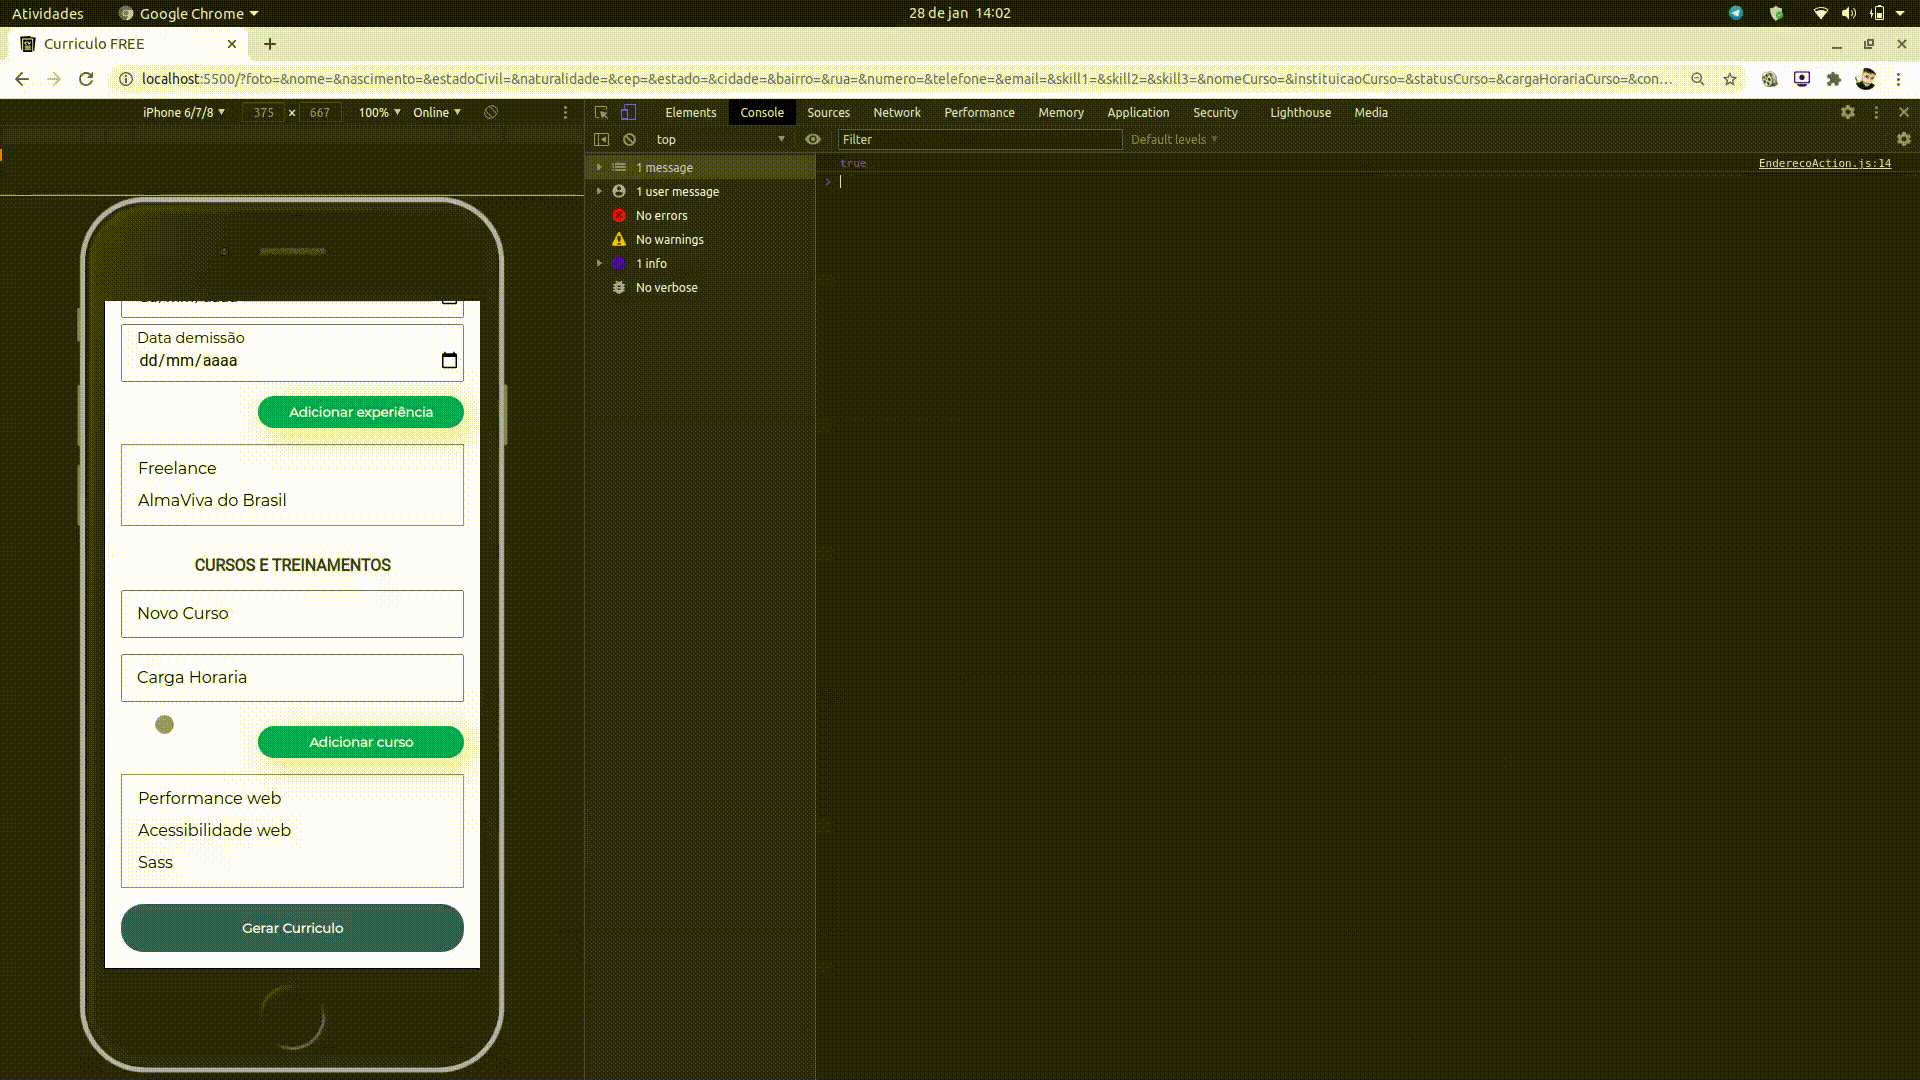 Atividades
Google Chrome
28 de jan 14:02
Curriculo FREE
localhost:5500/?foto=&nome=&nascimento=&estadoCivil=&naturalidade=&cep=&estado=&cidade=&bairro=&rua=&numero=&telefone=&email=&skill1=&skill2=&skill3=&nomeCurso=&instituicaoCurso=&statusCurso=&cargaHorariaCurso=&con...
iPhone 6/7/8
375 × 667
100%
Online
Elements Console Sources Network Performance Memory Application Security Lighthouse Media
top
Filter
Default levels
1 message
1 user message
No errors
No warnings
1 info
No verbose
true
EnderecoAction.js:14
Data demissão
dd/mm/aaaa
Adicionar experiência
Freelance
AlmaViva do Brasil
CURSOS E TREINAMENTOS
Novo Curso
Carga Horaria
Adicionar curso
Performance web
Acessibilidade web
Sass
Gerar Curriculo